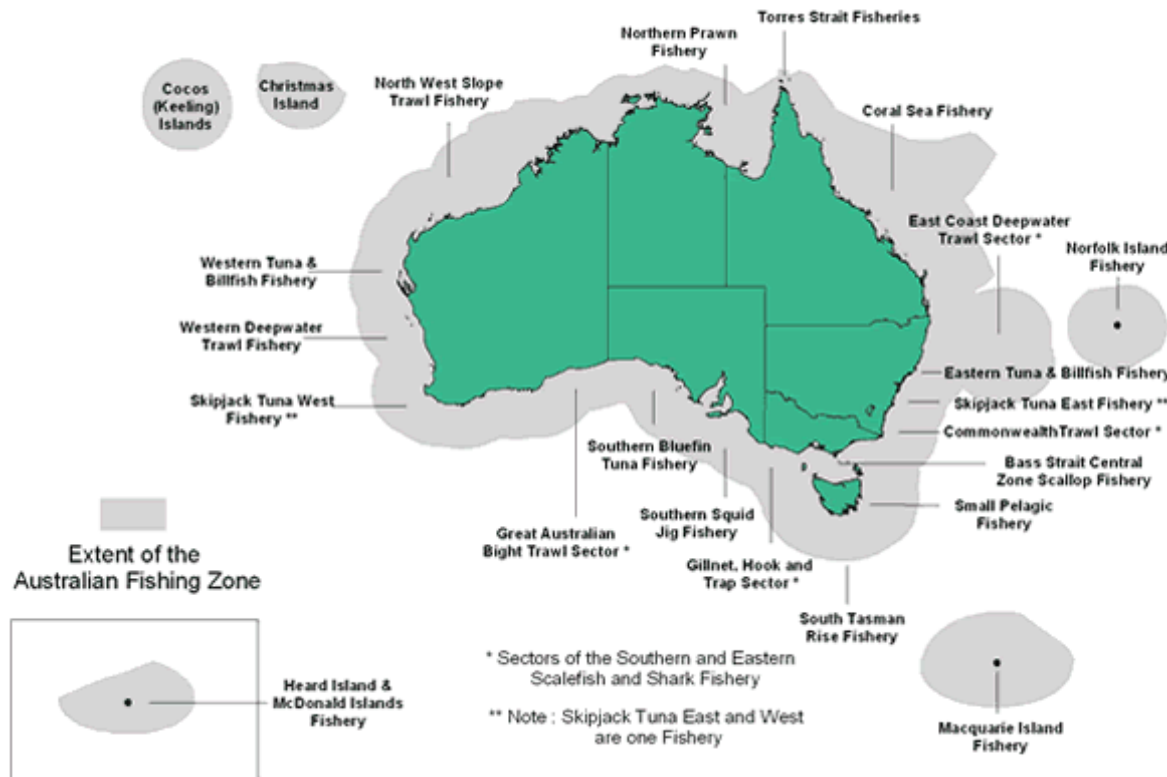 Torres Strait Fisheries
Northern Prawn
Fishery
Cocos
(Keeling)
Islands
Christmas
Island
North West Slope
Trawl Fishery
Coral Sea Fishery
East Coast Deepwater
Trawl Sector *
Norfolk Island
Fishery
Western Tuna &
Billfish Fishery
Western Deepwater
Trawl Fishery
Skipjack Tuna West
Fishery **
Eastern Tuna & Billfish Fishery
Skipjack Tuna East Fishery **
CommonwealthTrawl Sector *
Bass Strait Central
Zone Scallop Fishery
Small Pelagic
Fishery
Southern Bluefin
Tuna Fishery
Southern Squid
Jig Fishery
Great Australian
Bight Trawl Sector *
Gillnet, Hook and
Trap Sector *
South Tasman
Rise Fishery
Extent of the
Australian Fishing Zone
Heard Island &
McDonald Islands
Fishery
* Sectors of the Southern and Eastern
Scalefish and Shark Fishery
** Note : Skipjack Tuna East and West
are one Fishery
Macquarie Island
Fishery